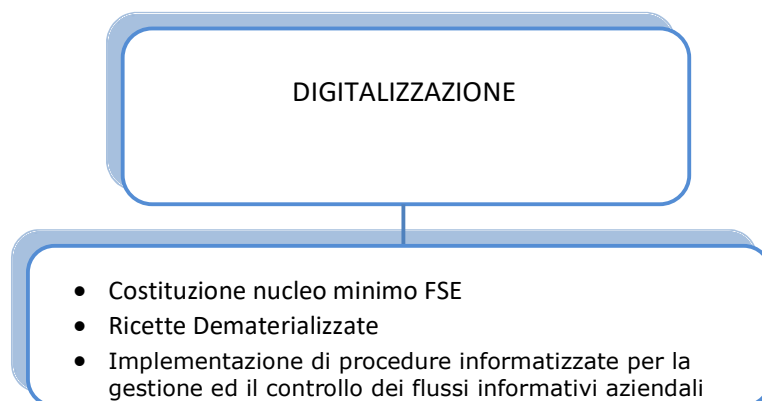 DIGITALIZZAZIONE
• Costituzione nucleo minimo FSE
• Ricette Dematerializzate
• Implementazione di procedure informatizzate per la
gestione ed il controllo dei flussi informativi aziendali